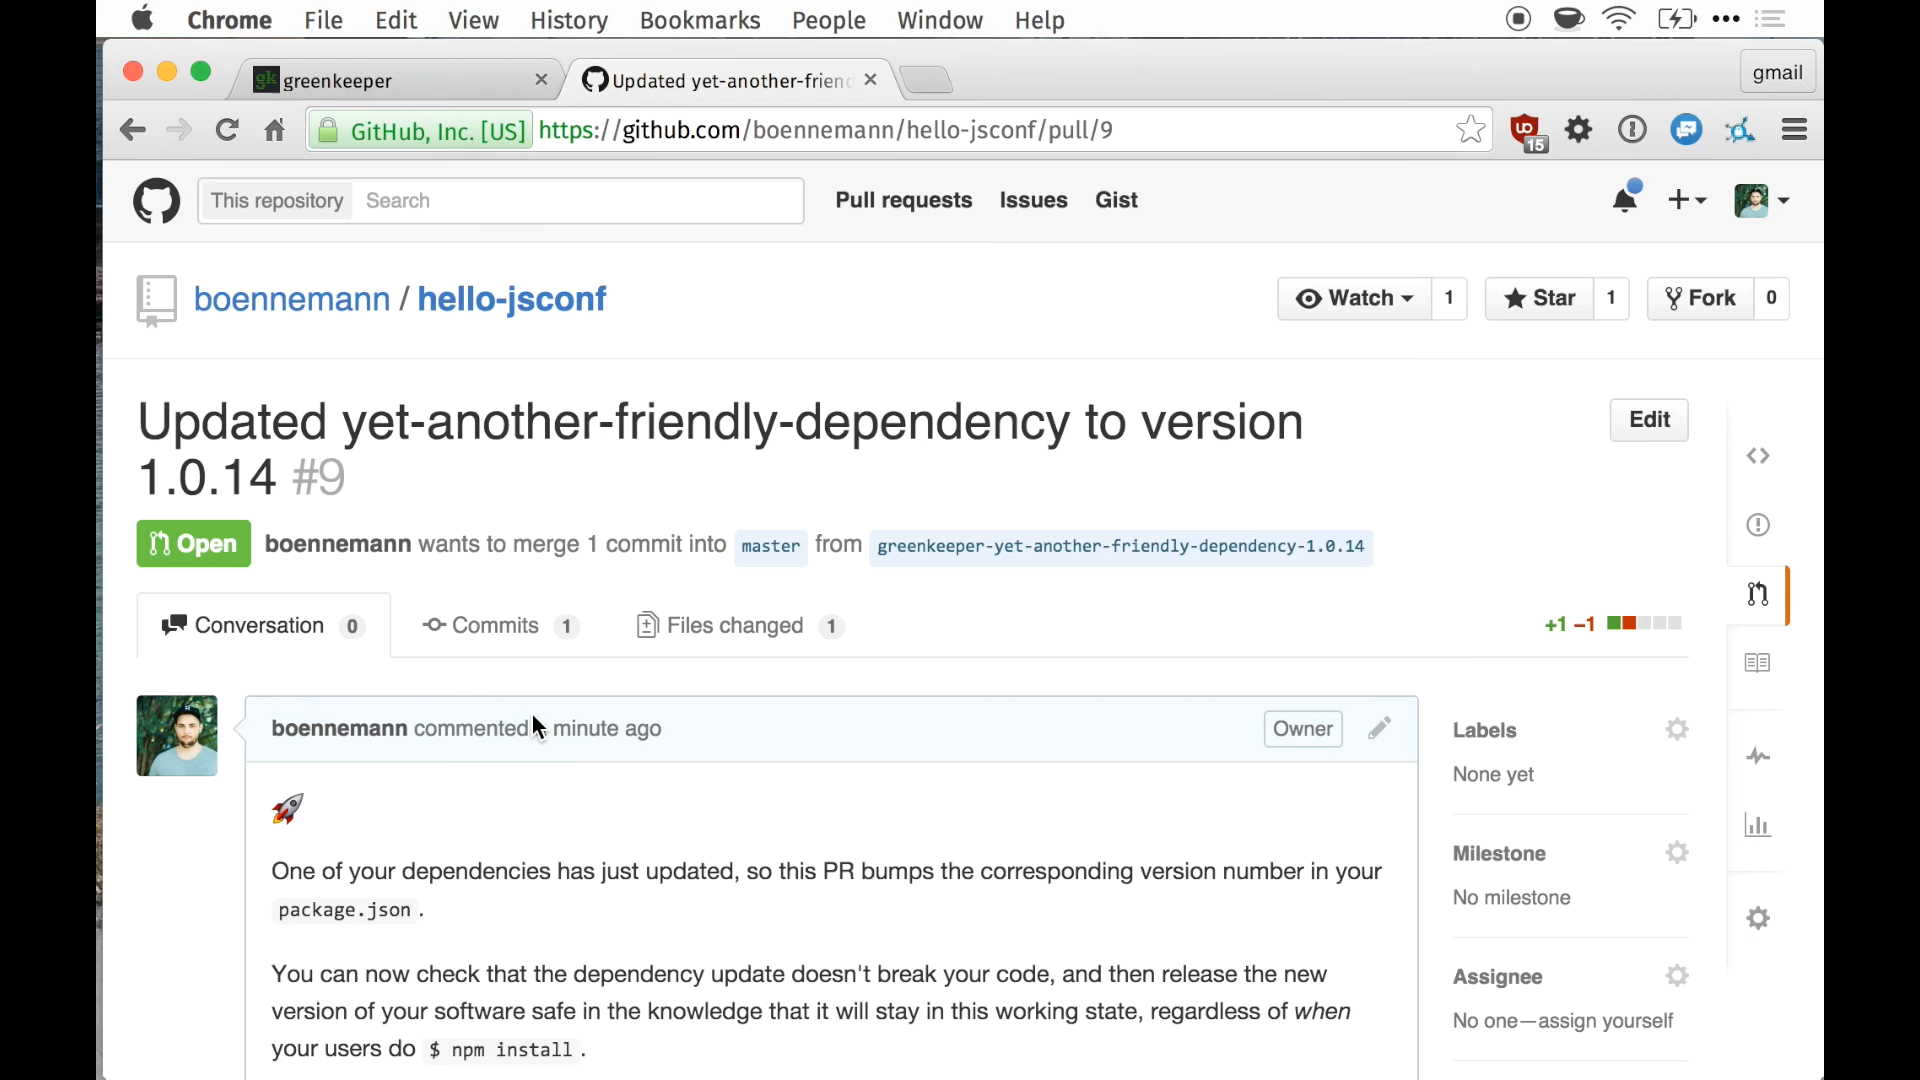 Chrome File Edit View History Bookmarks People Window Help
gk greenkeeper
Updated yet-another-frien
gmail
GitHub, Inc. [US] https://github.com/boennemann/hello-jsconf/pull/9
15
This repository Search Pull requests Issues Gist
boennemann / hello-jsconf
Watch 1 Star 1 Fork 0
Updated yet-another-friendly-dependency to version
1.0.14 #9
Edit
Open boennemann wants to merge 1 commit into master from greenkeeper-yet-another-friendly-dependency-1.0.14
Conversation 0 Commits 1 Files changed 1 +1 −1
boennemann commented minute ago Owner
One of your dependencies has just updated, so this PR bumps the corresponding version number in your
package.json .
You can now check that the dependency update doesn't break your code, and then release the new
version of your software safe in the knowledge that it will stay in this working state, regardless of when
your users do $ npm install .
Labels
None yet
Milestone
No milestone
Assignee
No one—assign yourself